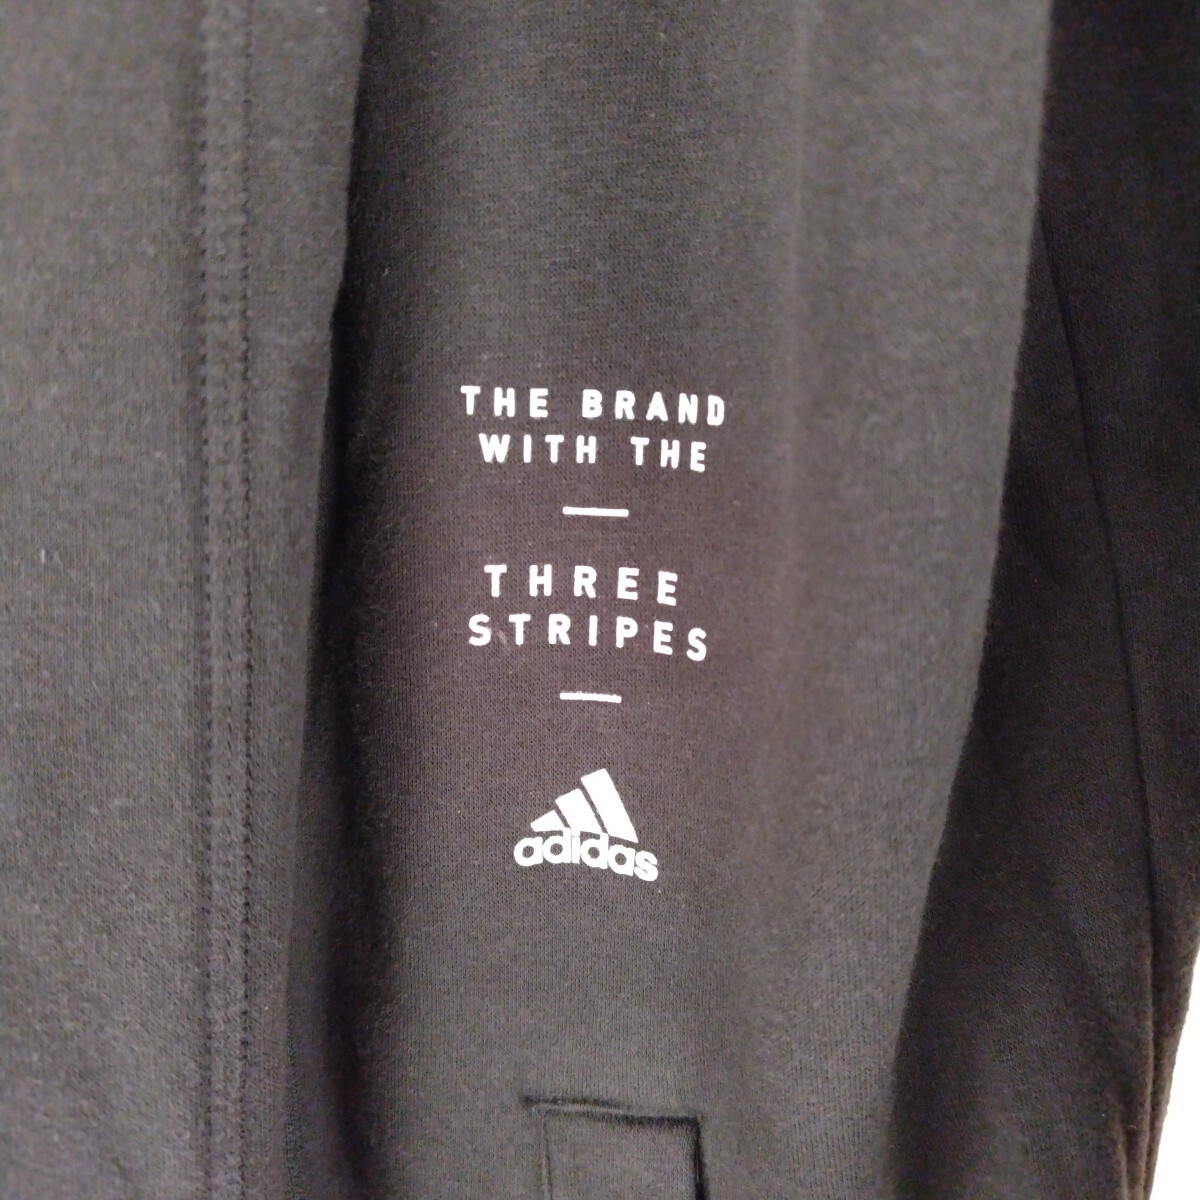 THE BRAND
WITH THE
THREE
STRIPES
adidas